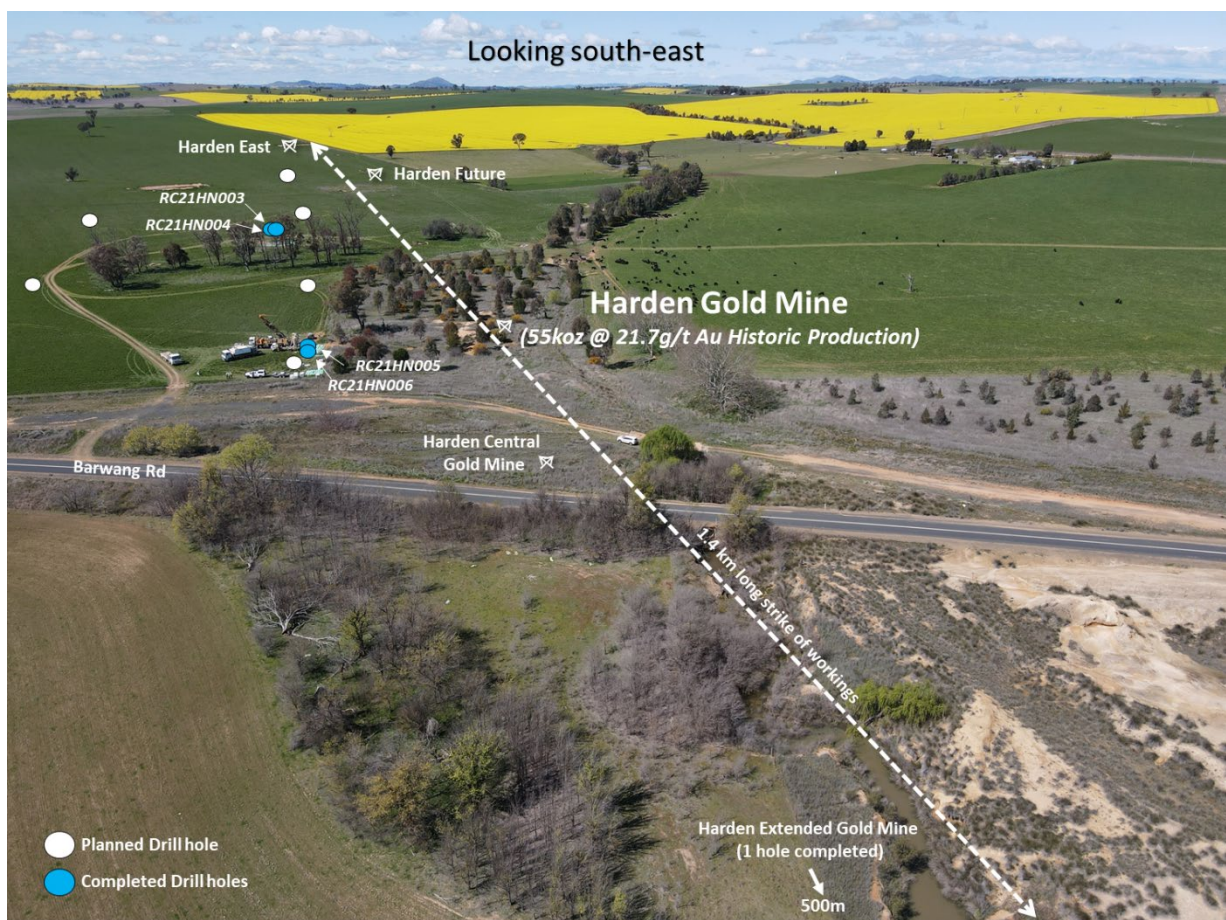 Looking south-east
Harden East
Harden Future
RC21HN003
RC21HN004
Harden Gold Mine
(55koz @ 21.7g/t Au Historic Production)
RC21HN005
RC21HN006
Harden Central
Gold Mine
Barwang Rd
1.4 km long strike of workings
Harden Extended Gold Mine
(1 hole completed)
500m
Planned Drill hole
Completed Drill holes